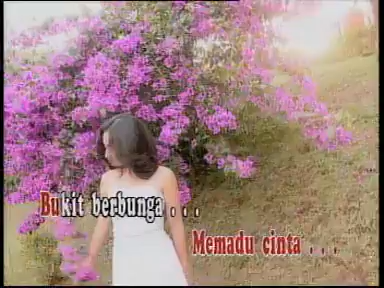 Bukit berbunga . . .
Memadu cinta . . .